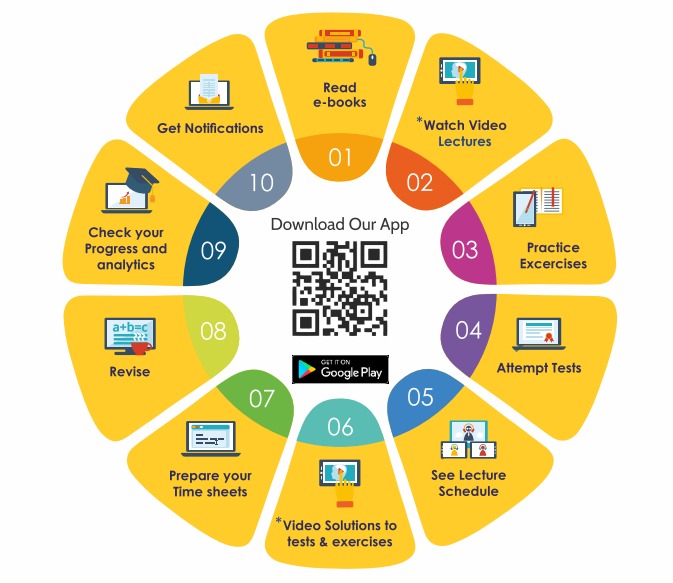 Read
e-books
01
*Watch Video
Lectures
02
03
Practice
Excercises
04
Attempt Tests
05
See Lecture
Schedule
06
*Video Solutions to
tests & exercises
07
Prepare your
Time sheets
08
a+b=c
Revise
09
Check your
Progress and
analytics
10
Get Notifications
Download Our App
GET IT ON
Google Play